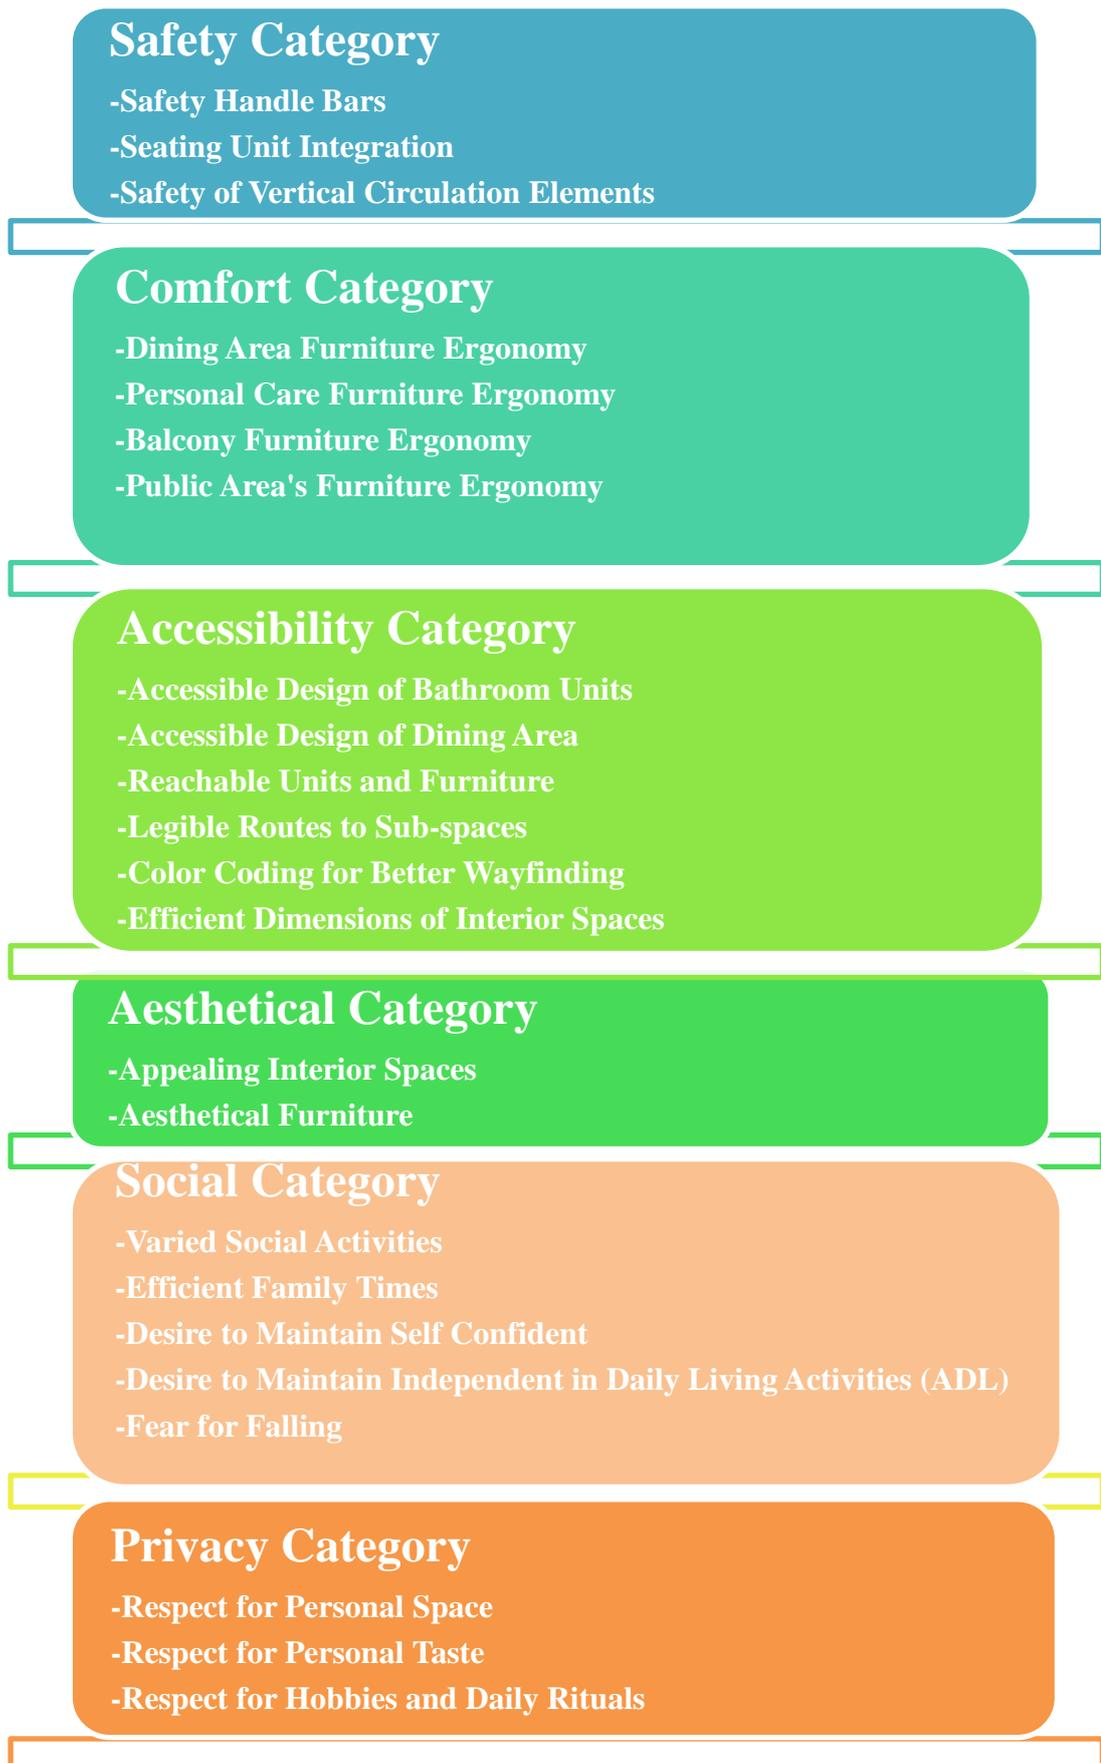 Safety Category
-Safety Handle Bars
-Seating Unit Integration
-Safety of Vertical Circulation Elements
Comfort Category
-Dining Area Furniture Ergonomy
-Personal Care Furniture Ergonomy
-Balcony Furniture Ergonomy
-Public Area's Furniture Ergonomy
Accessibility Category
-Accessible Design of Bathroom Units
-Accessible Design of Dining Area
-Reachable Units and Furniture
-Legible Routes to Sub-spaces
-Color Coding for Better Wayfinding
-Efficient Dimensions of Interior Spaces
Aesthetical Category
-Appealing Interior Spaces
-Aesthetical Furniture
Social Category
-Varied Social Activities
-Efficient Family Times
-Desire to Maintain Self Confident
-Desire to Maintain Independent in Daily Living Activities (ADL)
-Fear for Falling
Privacy Category
-Respect for Personal Space
-Respect for Personal Taste
-Respect for Hobbies and Daily Rituals